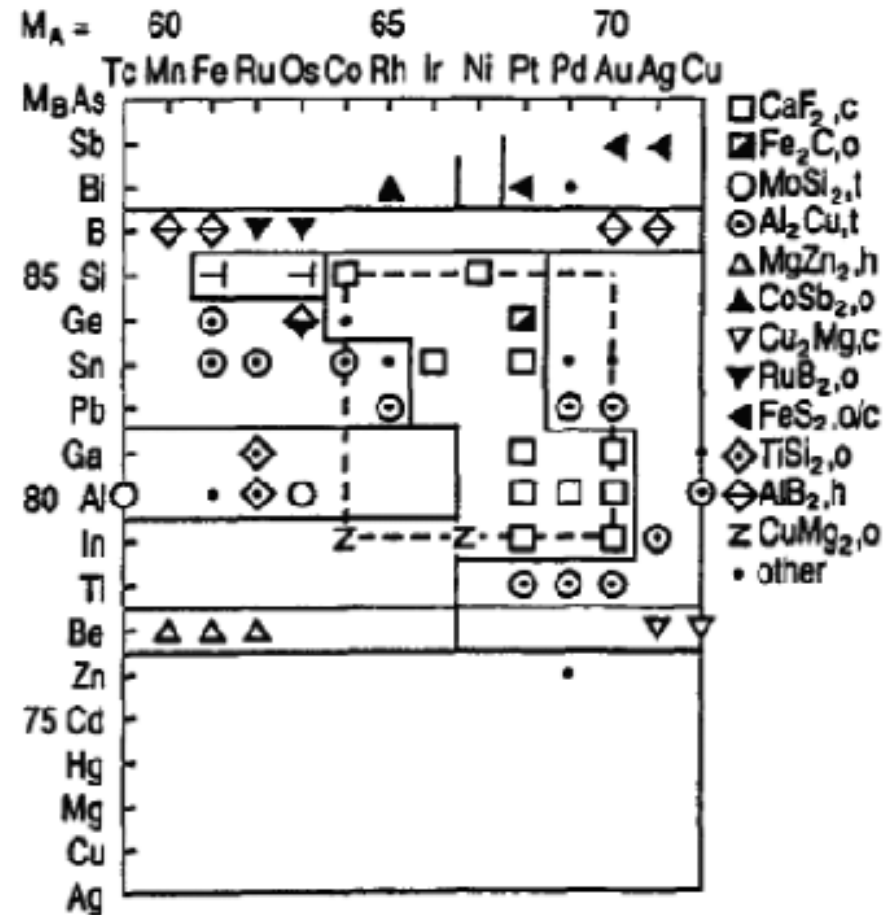 M_A = 60 65 70
Tc Mn Fe Ru Os Co Rh Ir Ni Pt Pd Au Ag Cu
M_B As
Sb
Bi
B
85 Si
Ge
Sn
Pb
Ga
80 Al
In
Tl
Be
Zn
75 Cd
Hg
Mg
Cu
Ag
Z Z
CaF₂,c
Fe₂C,o
MoSi₂,t
Al₂Cu,t
MgZn₂,h
CoSb₂,o
Cu₂Mg,c
RuB₂,o
FeS₂,o/c
TiSi₂,o
AlB₂,h
Z CuMg₂,o
other